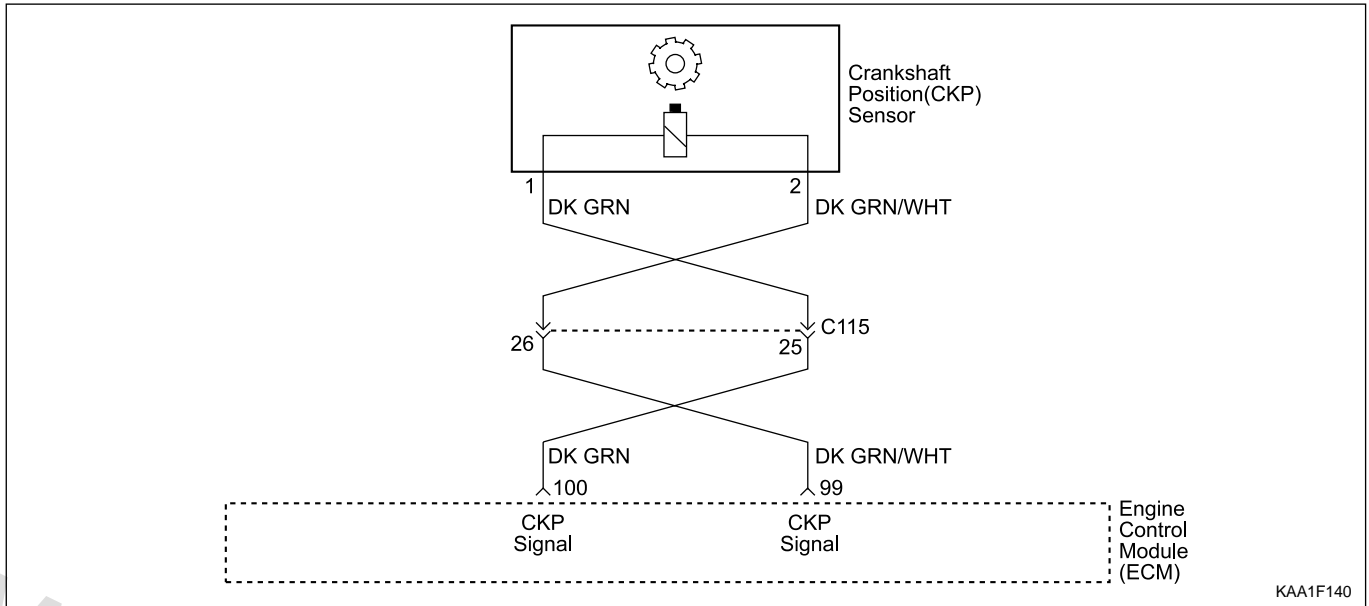 Crankshaft
Position(CKP)
Sensor
1
2
DK GRN
DK GRN/WHT
C115
26
25
DK GRN
DK GRN/WHT
100
99
CKP
Signal
CKP
Signal
Engine
Control
Module
(ECM)
KAA1F140